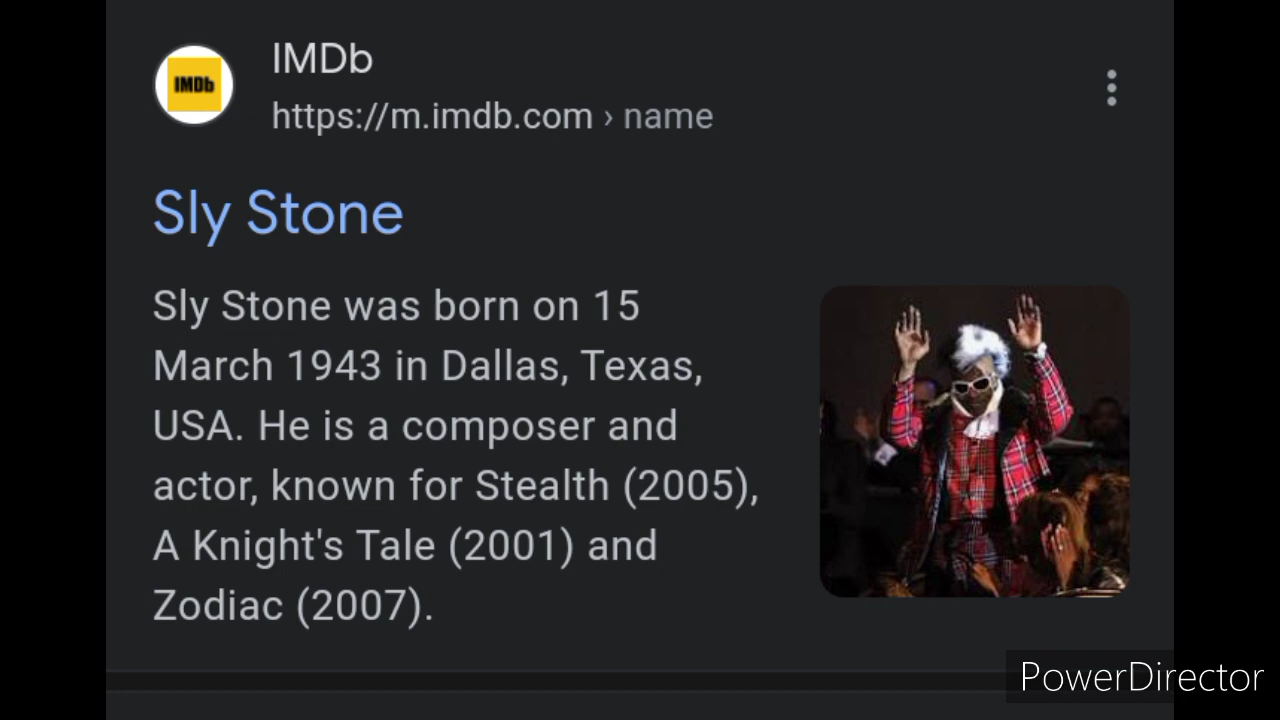 IMDb
IMDb
https://m.imdb.com › name
Sly Stone
Sly Stone was born on 15
March 1943 in Dallas, Texas,
USA. He is a composer and
actor, known for Stealth (2005),
A Knight's Tale (2001) and
Zodiac (2007).
PowerDirector